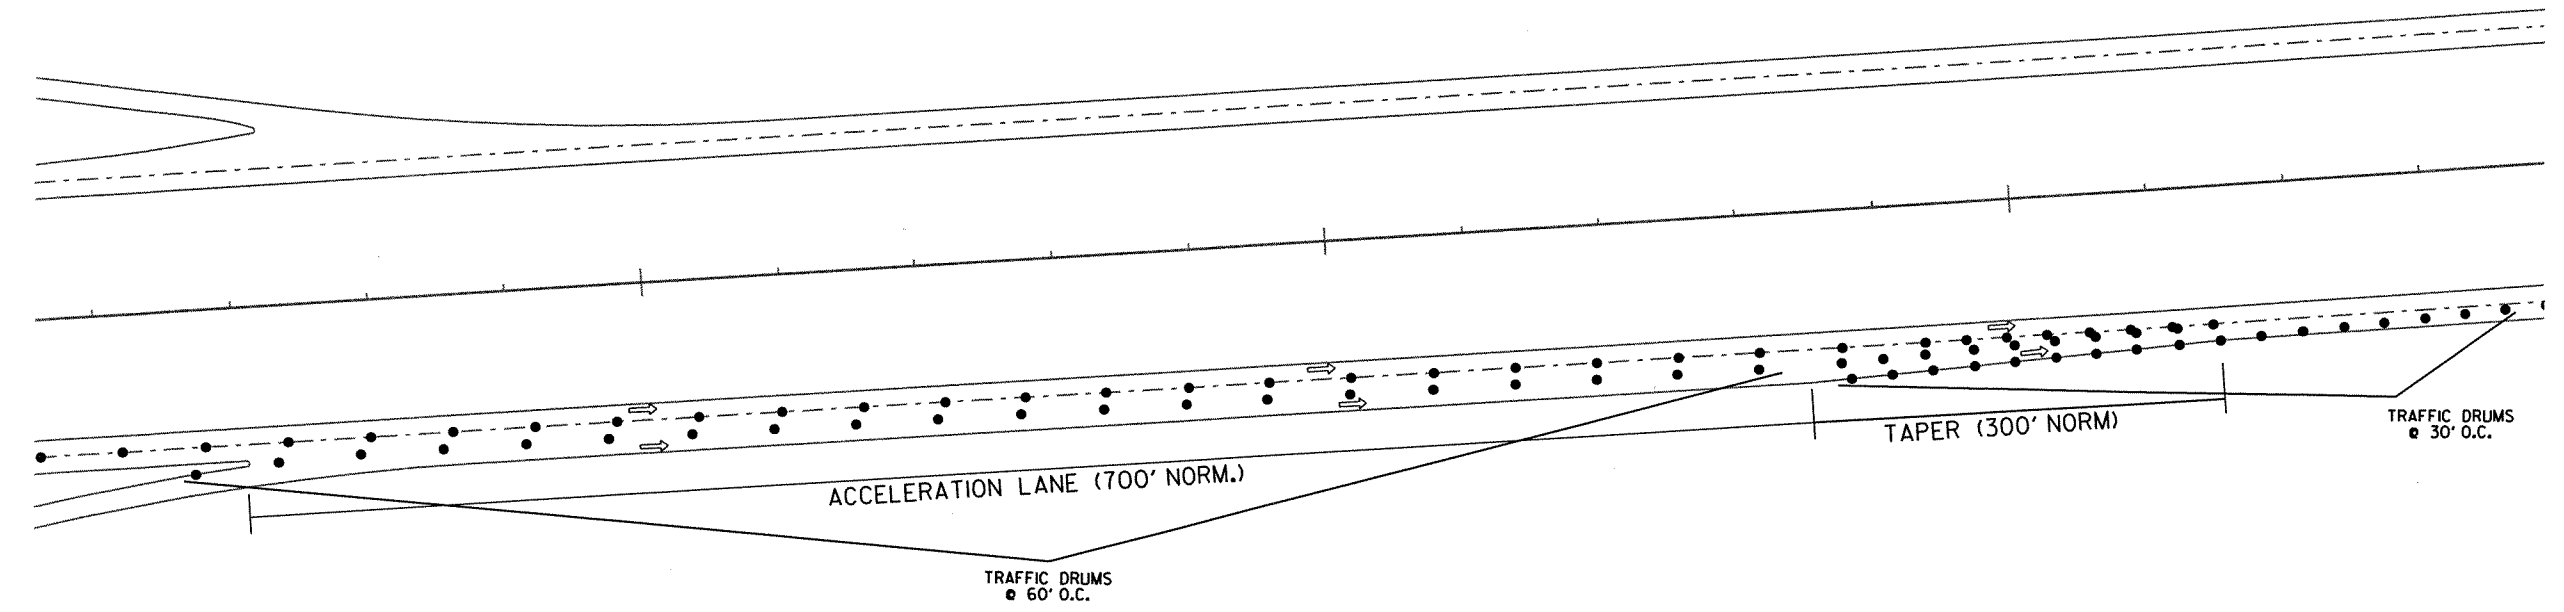 TAPER (300' NORM)
TRAFFIC DRUMS
@ 30' O.C.
ACCELERATION LANE (700' NORM.)
TRAFFIC DRUMS
@ 60' O.C.